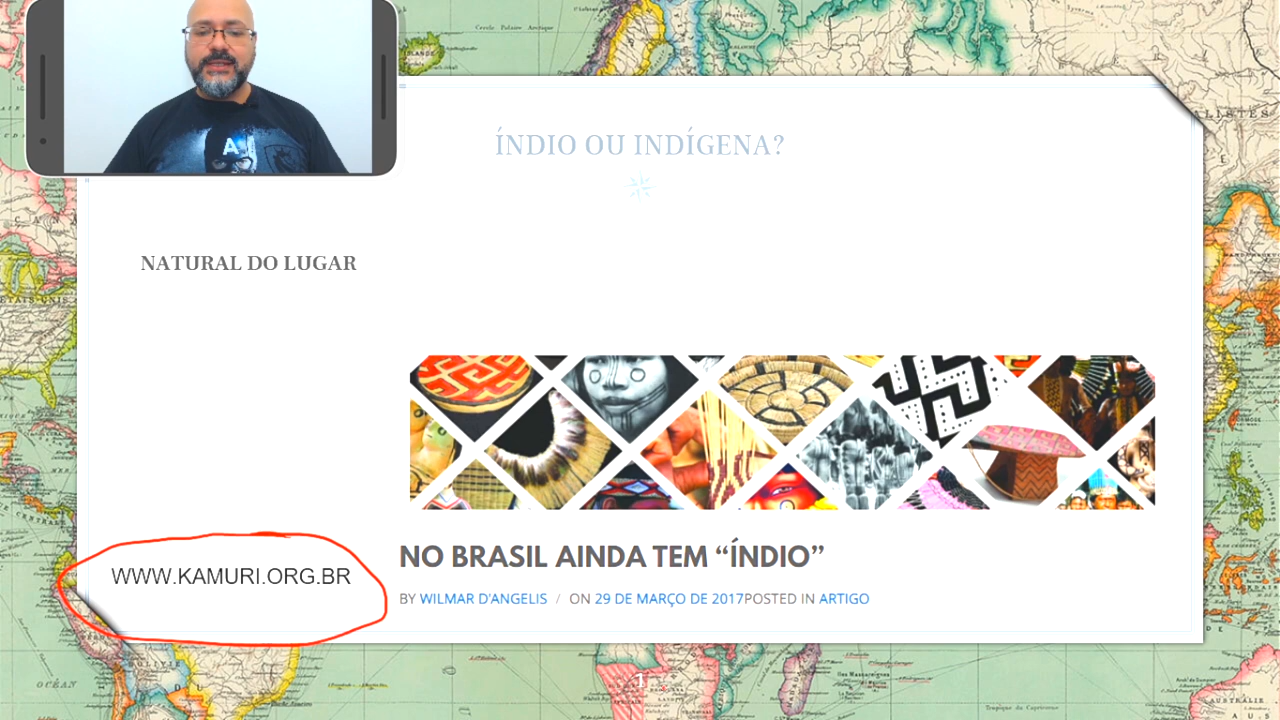 ÍNDIO OU INDÍGENA?
NATURAL DO LUGAR
WWW.KAMURI.ORG.BR
NO BRASIL AINDA TEM “ÍNDIO”
BY WILMAR D'ANGELIS / ON 29 DE MARÇO DE 2017POSTED IN ARTIGO
1